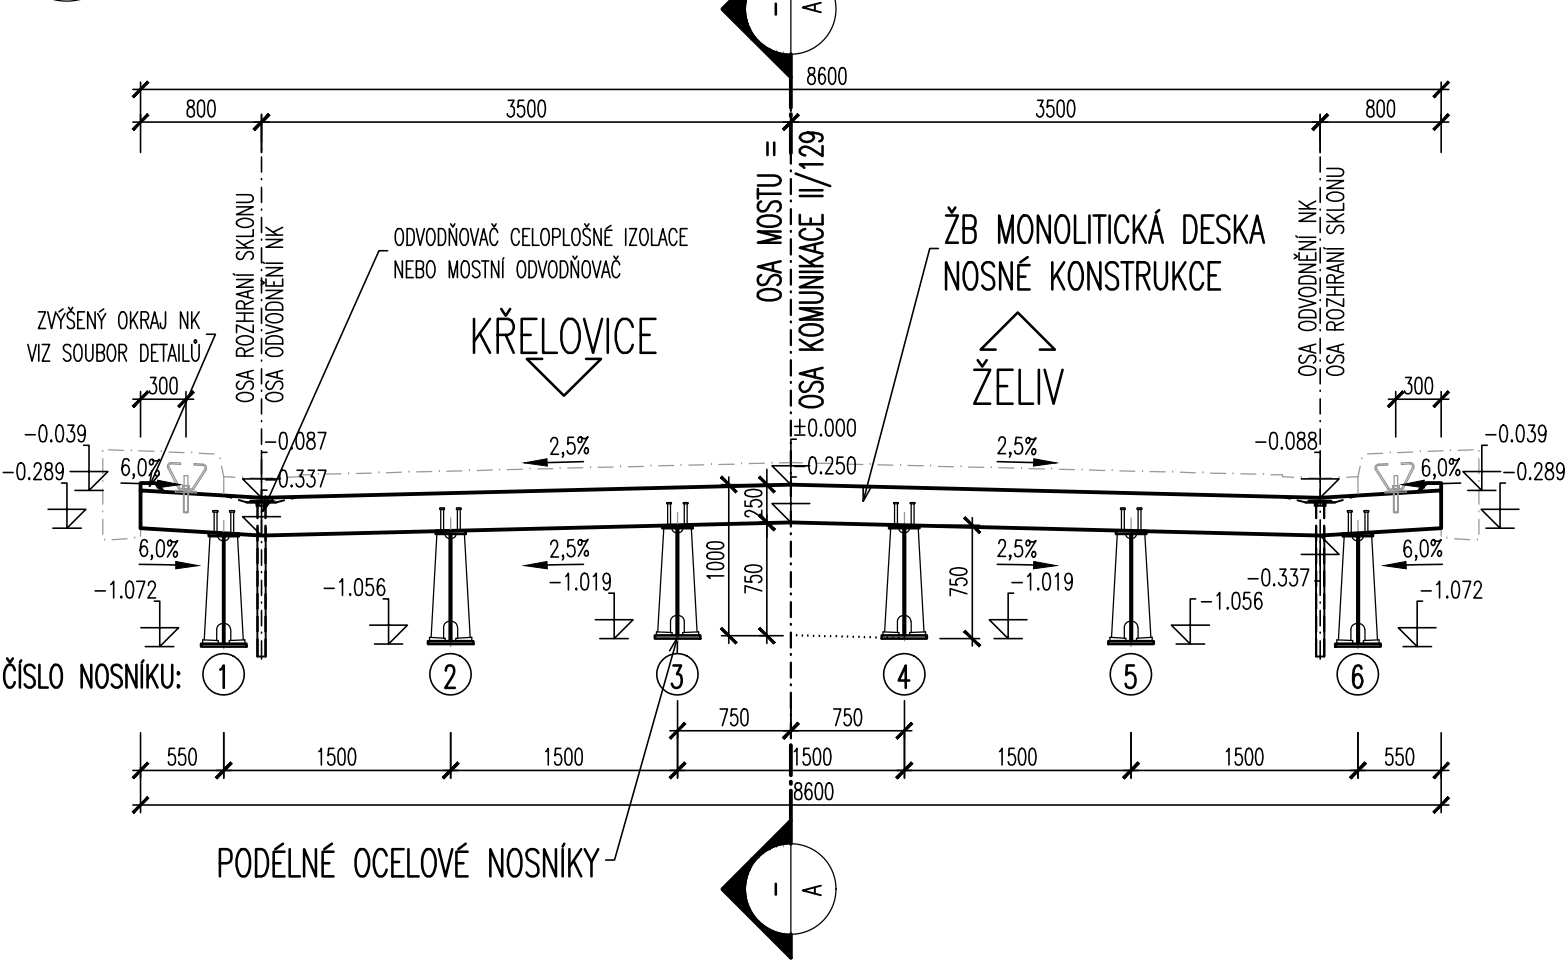 –
A
8600
800
3500
3500
800
OSA MOSTU =
OSA KOMUNIKACE II/129
OSA ROZHRANÍ SKLONU
OSA ODVODNĚNÍ NK
OSA ODVODNĚNÍ NK
OSA ROZHRANÍ SKLONU
ODVODŇOVAČ CELOPLOŠNÉ IZOLACE
NEBO MOSTNÍ ODVODŇOVAČ
ŽB MONOLITICKÁ DESKA
NOSNÉ KONSTRUKCE
ZVÝŠENÝ OKRAJ NK
VIZ SOUBOR DETAILŮ
KŘELOVICE
ŽELIV
300
300
-0.039
-0.087
2,5%
±0.000
2,5%
-0.088
-0.039
-0.289
6,0%
-0.337
-0.250
6,0%
-0.289
250
6,0%
2,5%
1000
750
2,5%
750
6,0%
-1.072
-1.056
-1.019
-1.019
-0.337
-1.056
-1.072
ČÍSLO NOSNÍKU:
1
2
3
4
5
6
750
750
550
1500
1500
1500
1500
1500
550
8600
PODÉLNÉ OCELOVÉ NOSNÍKY
–
A